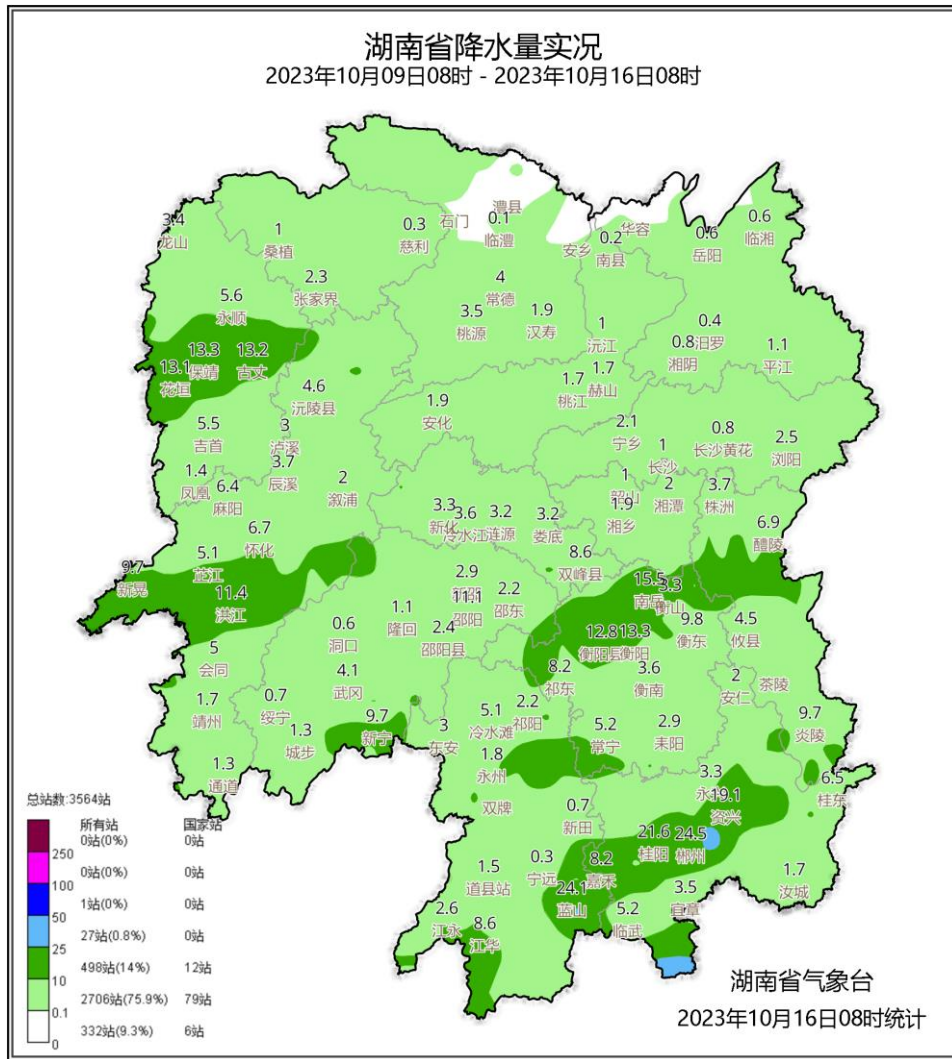 湖南省降水量实况
2023年10月09日08时 - 2023年10月16日08时
3.4
龙山
1
桑植
0.3
慈利
石门
澧县
0.1
临澧
安乡
华容
0.2
南县
0.6
岳阳
0.6
临湘
2.3
张家界
4
常德
3.5
桃源
1.9
汉寿
1
沅江
0.4
汨罗
0.8
湘阴
1.1
平江
5.6
永顺
13.3
保靖
13.2
古丈
13.1
花垣
4.6
沅陵县
1.9
安化
1.7
桃江
1.7
赫山
2.1
宁乡
0.8
长沙黄花
1
长沙
2.5
浏阳
5.5
吉首
3
泸溪
3.7
辰溪
1.4
凤凰
6.4
麻阳
2
溆浦
3.3
新化
3.6
冷水江
3.2
涟源
3.2
娄底
1
韶山
1.9
湘乡
2
湘潭
3.7
株洲
6.9
醴陵
6.7
怀化
5.1
芷江
9.7
新晃
11.4
洪江
8.6
双峰县
15.5
南岳
3.3
衡山
2.9
新邵
11.1
邵阳
2.2
邵东
1.1
隆回
2.4
邵阳县
0.6
洞口
12.8
衡阳县
13.3
衡阳
9.8
衡东
4.5
攸县
5
会同
4.1
武冈
8.2
祁东
3.6
衡南
2
安仁
茶陵
1.7
靖州
0.7
绥宁
1.3
城步
9.7
新宁
3
东安
5.1
冷水滩
2.2
祁阳
5.2
常宁
2.9
耒阳
9.7
炎陵
1.3
通道
1.8
永州
双牌
0.7
新田
3.3
永兴
19.1
资兴
6.5
桂东
21.6
桂阳
24.5
郴州
1.5
道县站
0.3
宁远
8.2
嘉禾
24.1
蓝山
1.7
汝城
2.6
江永
8.6
江华
5.2
临武
3.5
宜章
总站数:3564站
所有站 国家站
0站(0%) 0站
250
0站(0%) 0站
100
1站(0%) 0站
50
27站(0.8%) 0站
25
498站(14%) 12站
10
2706站(75.9%) 79站
0.1
332站(9.3%) 6站
0
湖南省气象台
2023年10月16日08时统计